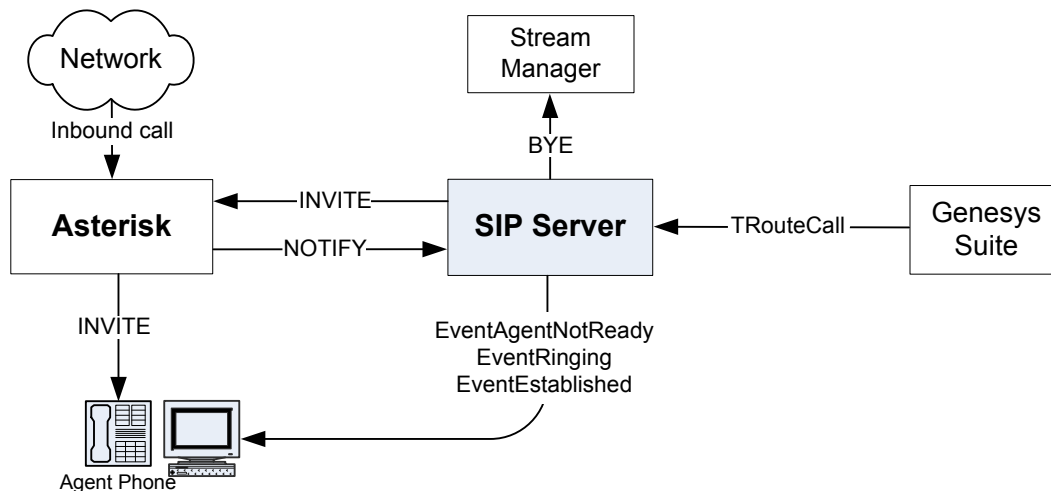 Network
Stream
Manager
Inbound call
BYE
Asterisk
INVITE
NOTIFY
SIP Server
TRouteCall
Genesys
Suite
INVITE
EventAgentNotReady
EventRinging
EventEstablished
Agent Phone